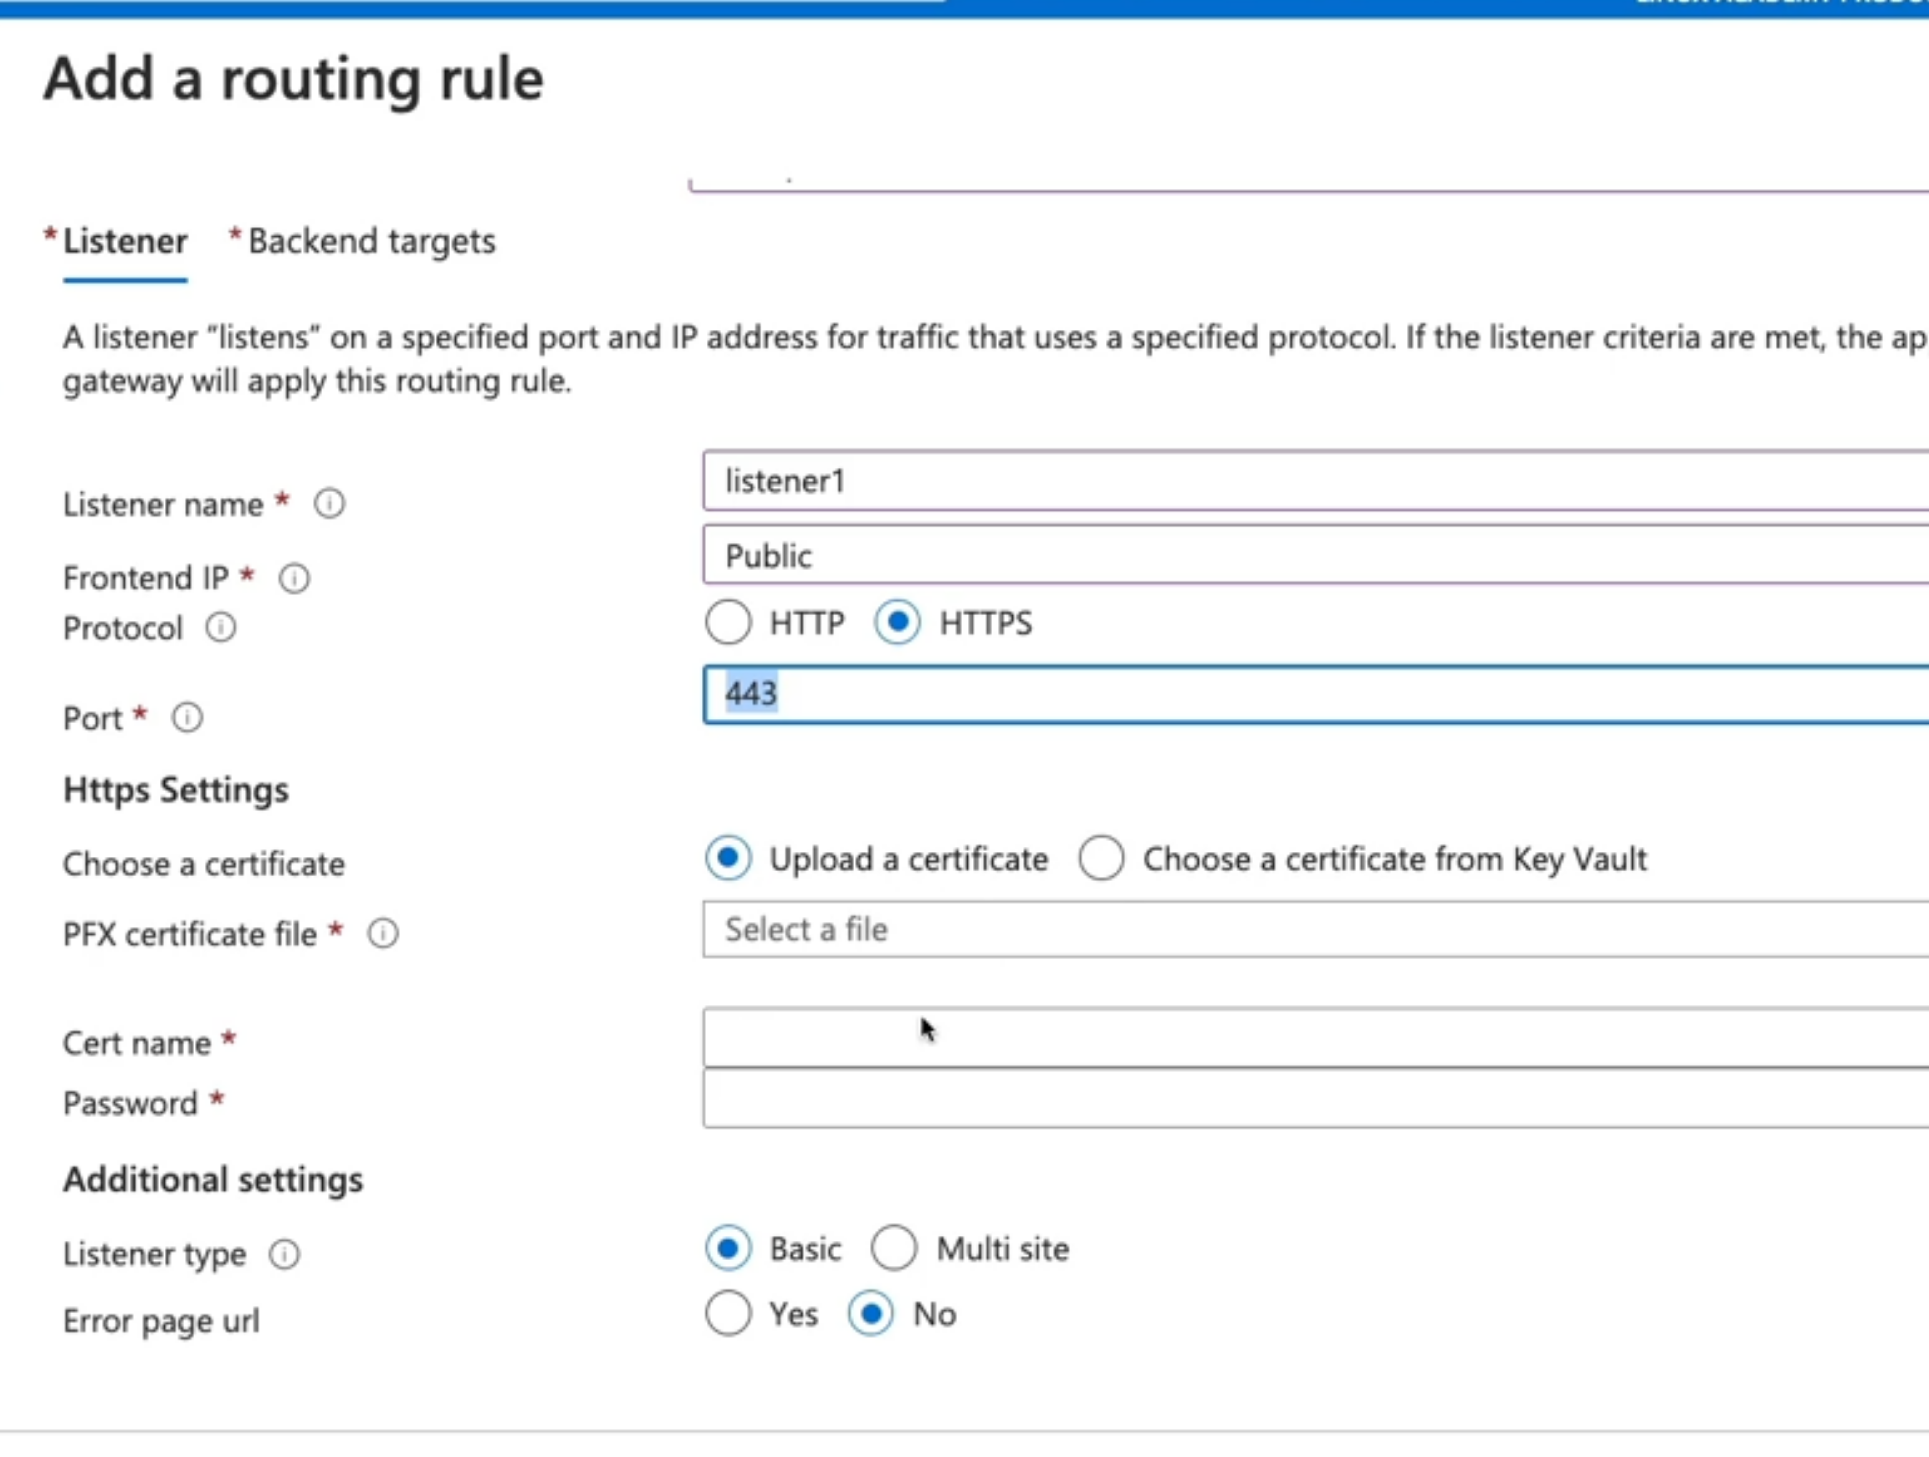 Add a routing rule
* Listener * Backend targets
A listener “listens” on a specified port and IP address for traffic that uses a specified protocol. If the listener criteria are met, the
gateway will apply this routing rule.
Listener name * listener1
Frontend IP * Public
Protocol HTTP HTTPS
Port * 443
Https Settings
Choose a certificate Upload a certificate Choose a certificate from Key Vault
PFX certificate file * Select a file
Cert name *
Password *
Additional settings
Listener type Basic Multi site
Error page url Yes No